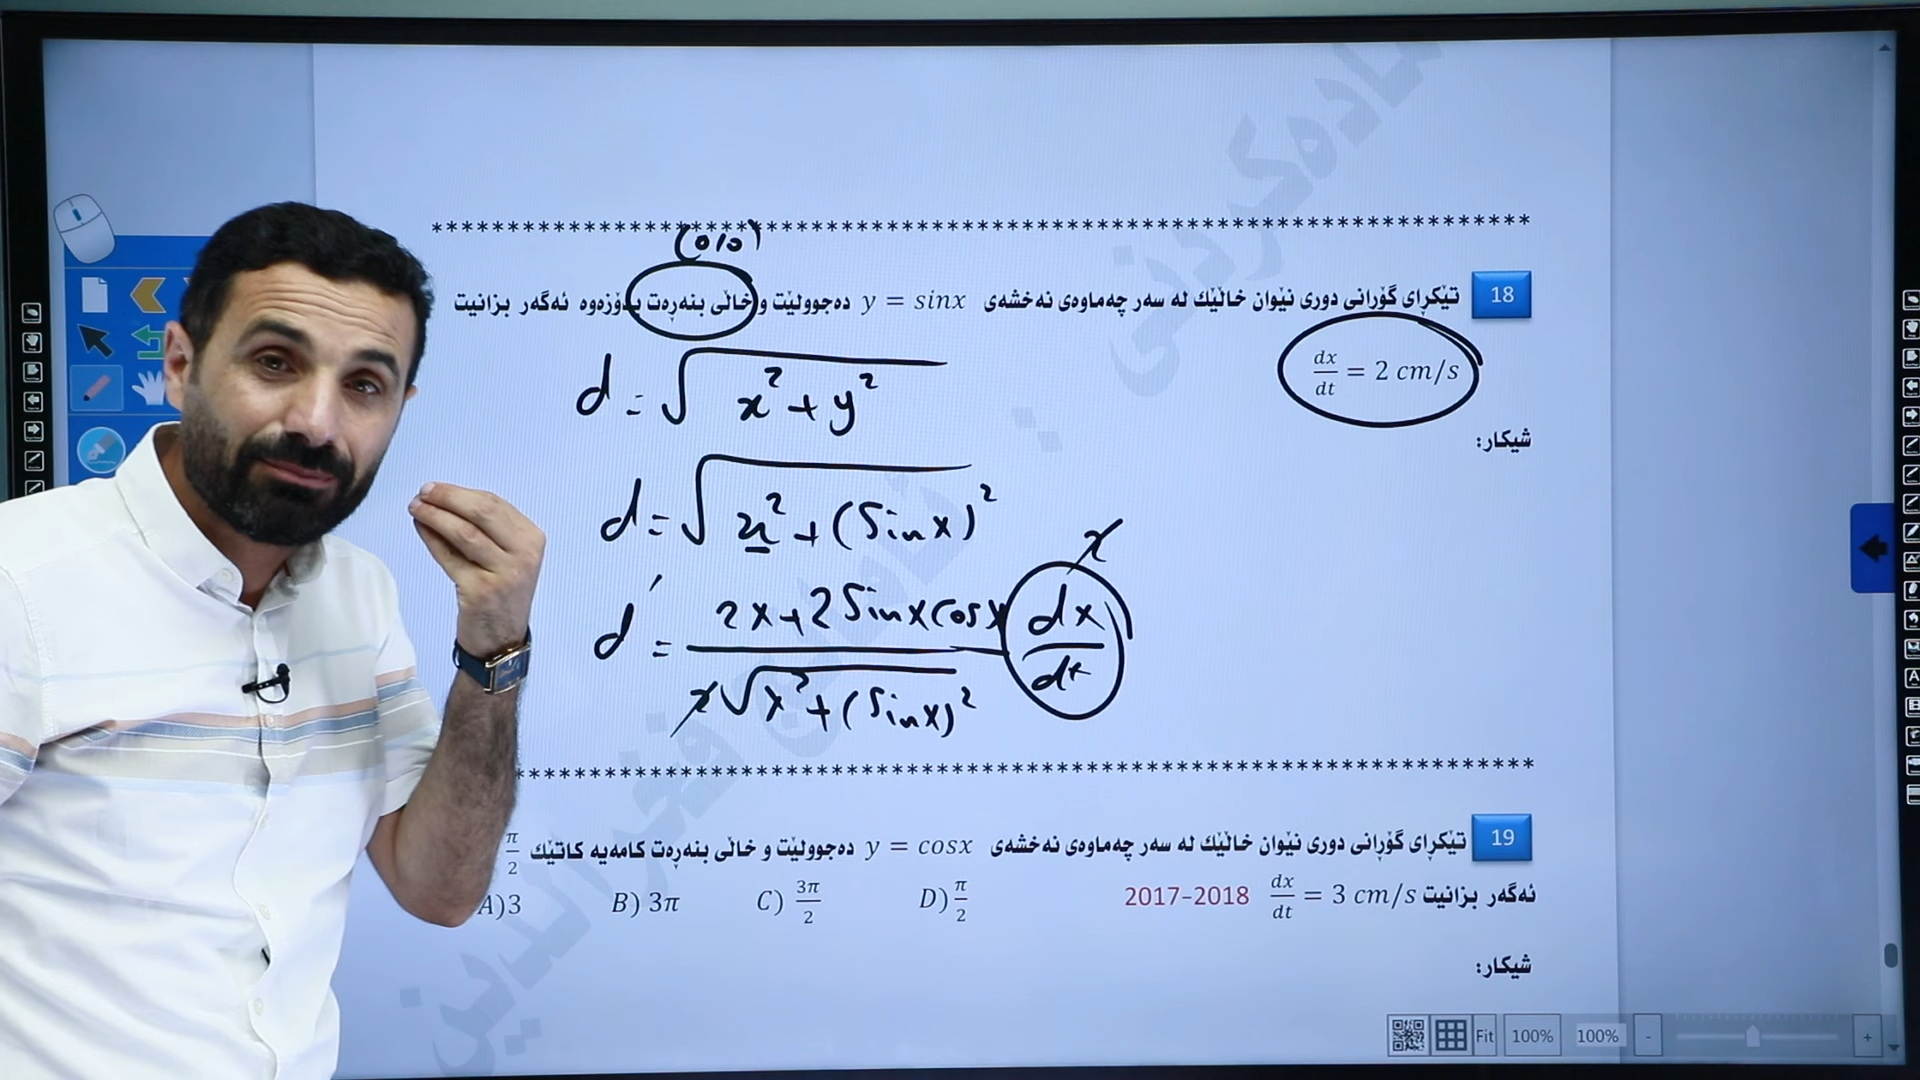 ************************************************************************
(0,0)
18 تێکڕای گۆڕانی دوری نێوان خاڵێك له سەر چەماوەی نەخشەی y = sinx دەجوولێت و خاڵی بنەڕەت بدۆزەوە ئەگەر بزانیت
dx/dt = 2 cm/s
d = √(x² + y²)
شیکار:
d = √(x² + (Sinx)²)
2
d′ = (2x + 2Sinx Cosx) / (2√(x² + (Sinx)²)) dx/dt
************************************************************************
19 تێکڕای گۆڕانی دوری نێوان خاڵێك له سەر چەماوەی نەخشەی y = cosx دەجوولێت و خاڵی بنەڕەت کامەیە کاتێك π/2
ئەگەر بزانیت dx/dt = 3 cm/s 2017-2018
A)3 B) 3π C) 3π/2 D) π/2
شیکار:
Fit 100% 100% - +